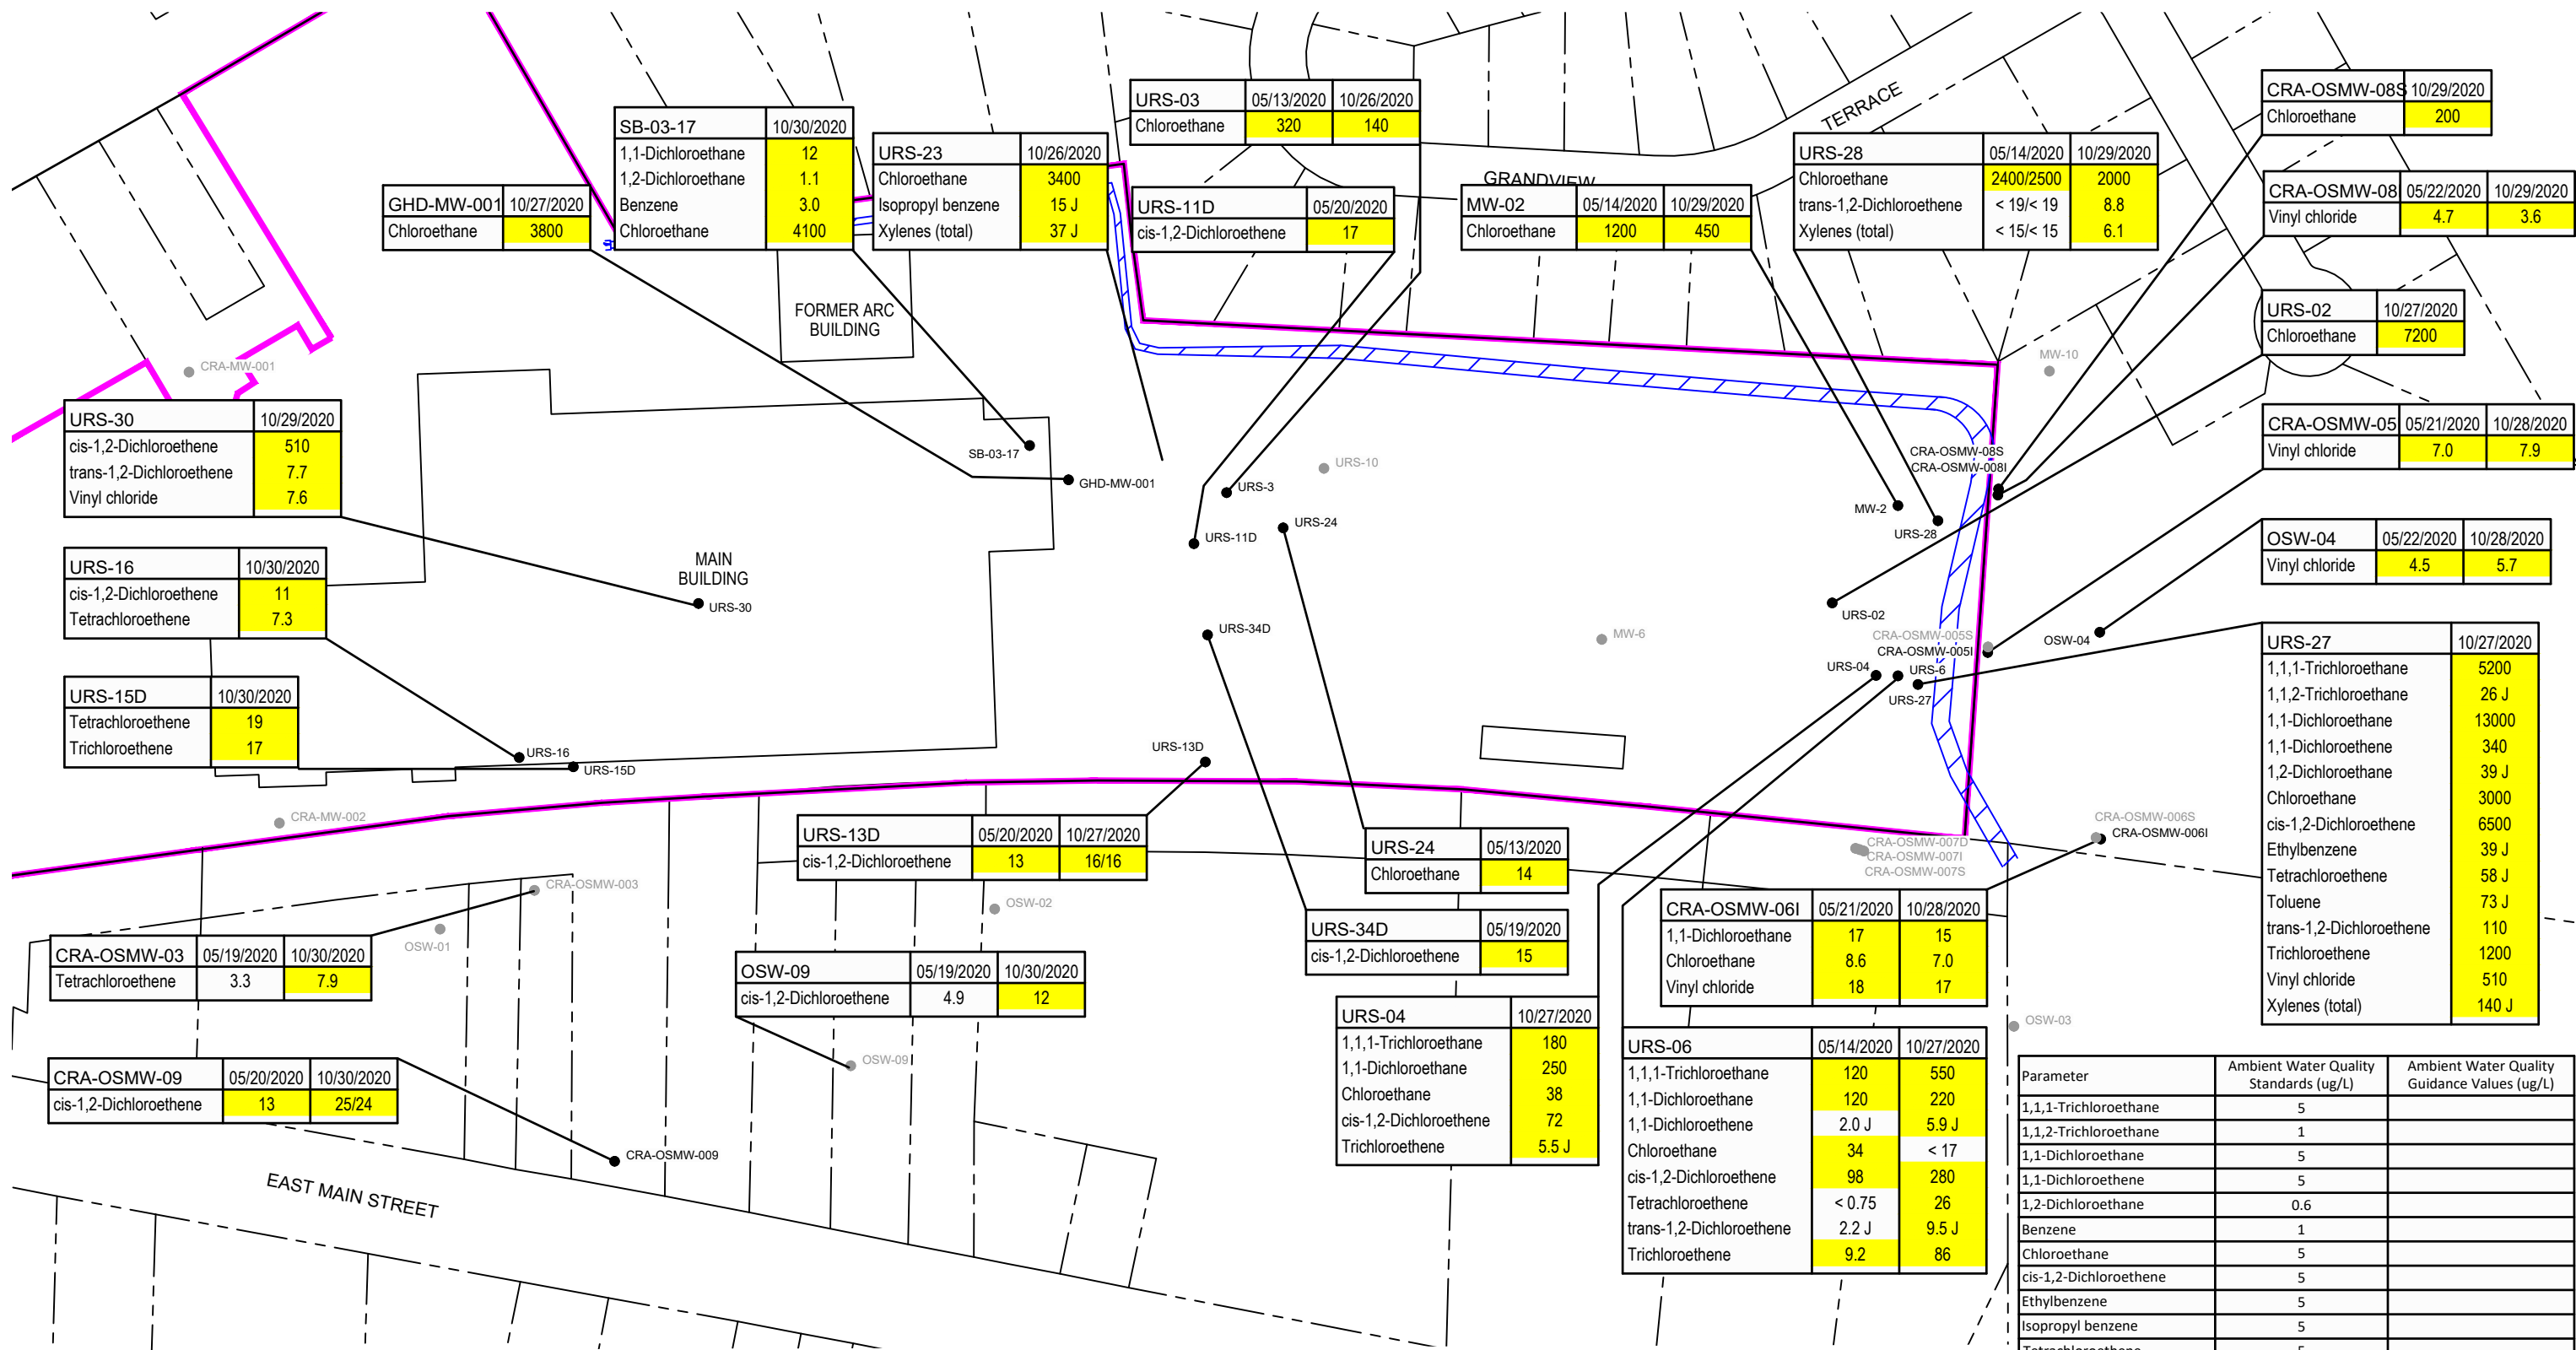 URS-03 05/13/2020 10/26/2020
Chloroethane 320 140
CRA-OSMW-08S 10/29/2020
Chloroethane 200
SB-03-17 10/30/2020
1,1-Dichloroethane 12
1,2-Dichloroethane 1.1
Benzene 3.0
Chloroethane 4100
URS-23 10/26/2020
Chloroethane 3400
Isopropyl benzene 15 J
Xylenes (total) 37 J
TERRACE
GRANDVIEW
URS-28 05/14/2020 10/29/2020
Chloroethane 2400/2500 2000
trans-1,2-Dichloroethene < 19/< 19 8.8
Xylenes (total) < 15/< 15 6.1
CRA-OSMW-08 05/22/2020 10/29/2020
Vinyl chloride 4.7 3.6
GHD-MW-001 10/27/2020
Chloroethane 3800
URS-11D 05/20/2020
cis-1,2-Dichloroethene 17
MW-02 05/14/2020 10/29/2020
Chloroethane 1200 450
FORMER ARC
BUILDING
URS-02 10/27/2020
Chloroethane 7200
CRA-MW-001
MW-10
URS-30 10/29/2020
cis-1,2-Dichloroethene 510
trans-1,2-Dichloroethene 7.7
Vinyl chloride 7.6
CRA-OSMW-05 05/21/2020 10/28/2020
Vinyl chloride 7.0 7.9
SB-03-17
GHD-MW-001
URS-10
URS-3
CRA-OSMW-08S
CRA-OSMW-008I
MW-2
URS-28
URS-24
URS-11D
OSW-04 05/22/2020 10/28/2020
Vinyl chloride 4.5 5.7
URS-16 10/30/2020
cis-1,2-Dichloroethene 11
Tetrachloroethene 7.3
MAIN
BUILDING
URS-30
URS-34D
MW-6
URS-02
CRA-OSMW-005S
CRA-OSMW-005I
OSW-04
URS-04
URS-6
URS-27
URS-27 10/27/2020
1,1,1-Trichloroethane 5200
1,1,2-Trichloroethane 26 J
1,1-Dichloroethane 13000
1,1-Dichloroethene 340
1,2-Dichloroethane 39 J
Chloroethane 3000
cis-1,2-Dichloroethene 6500
Ethylbenzene 39 J
Tetrachloroethene 58 J
Toluene 73 J
trans-1,2-Dichloroethene 110
Trichloroethene 1200
Vinyl chloride 510
Xylenes (total) 140 J
URS-15D 10/30/2020
Tetrachloroethene 19
Trichloroethene 17
URS-16
URS-15D
URS-13D
CRA-MW-002
URS-13D 05/20/2020 10/27/2020
cis-1,2-Dichloroethene 13 16/16
URS-24 05/13/2020
Chloroethane 14
CRA-OSMW-007D
CRA-OSMW-007I
CRA-OSMW-007S
CRA-OSMW-006S
CRA-OSMW-006I
CRA-OSMW-003
OSW-01
OSW-02
CRA-OSMW-06I 05/21/2020 10/28/2020
1,1-Dichloroethane 17 15
Chloroethane 8.6 7.0
Vinyl chloride 18 17
URS-34D 05/19/2020
cis-1,2-Dichloroethene 15
CRA-OSMW-03 05/19/2020 10/30/2020
Tetrachloroethene 3.3 7.9
OSW-09 05/19/2020 10/30/2020
cis-1,2-Dichloroethene 4.9 12
OSW-09
OSW-03
URS-04 10/27/2020
1,1,1-Trichloroethane 180
1,1-Dichloroethane 250
Chloroethane 38
cis-1,2-Dichloroethene 72
Trichloroethene 5.5 J
URS-06 05/14/2020 10/27/2020
1,1,1-Trichloroethane 120 550
1,1-Dichloroethane 120 220
1,1-Dichloroethene 2.0 J 5.9 J
Chloroethane 34 < 17
cis-1,2-Dichloroethene 98 280
Tetrachloroethene < 0.75 26
trans-1,2-Dichloroethene 2.2 J 9.5 J
Trichloroethene 9.2 86
CRA-OSMW-09 05/20/2020 10/30/2020
cis-1,2-Dichloroethene 13 25/24
CRA-OSMW-009
EAST MAIN STREET
Parameter Ambient Water Quality Standards (ug/L) Ambient Water Quality Guidance Values (ug/L)
1,1,1-Trichloroethane 5
1,1,2-Trichloroethane 1
1,1-Dichloroethane 5
1,1-Dichloroethene 5
1,2-Dichloroethane 0.6
Benzene 1
Chloroethane 5
cis-1,2-Dichloroethene 5
Ethylbenzene 5
Isopropyl benzene 5
Tetrachloroethene 5